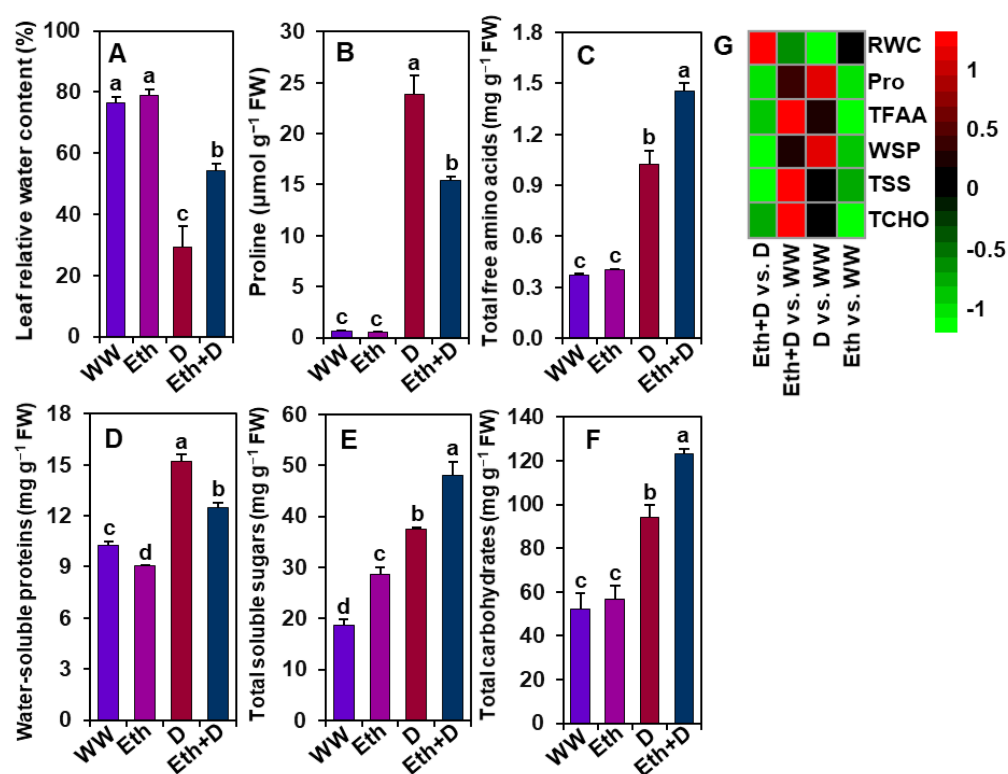 A
Leaf relative water content (%)
100
80
60
40
20
0
a
a
c
b
WW
Eth
D
Eth+D
B
Proline (µmol g⁻¹ FW)
30
25
20
15
10
5
0
c
c
a
b
WW
Eth
D
Eth+D
C
Total free amino acids (mg g⁻¹ FW)
1.8
1.5
1.2
0.9
0.6
0.3
0.0
c
c
b
a
WW
Eth
D
Eth+D
G
RWC
Pro
TFAA
WSP
TSS
TCHO
Eth+D vs. D
Eth+D vs. WW
D vs. WW
Eth vs. WW
1
0.5
0
-0.5
-1
D
Water-soluble proteins (mg g⁻¹ FW)
18
15
12
9
6
3
0
c
d
a
b
WW
Eth
D
Eth+D
E
Total soluble sugars (mg g⁻¹ FW)
60
50
40
30
20
10
0
d
c
b
a
WW
Eth
D
Eth+D
F
Total carbohydrates (mg g⁻¹ FW)
140
120
100
80
60
40
20
0
c
c
b
a
WW
Eth
D
Eth+D